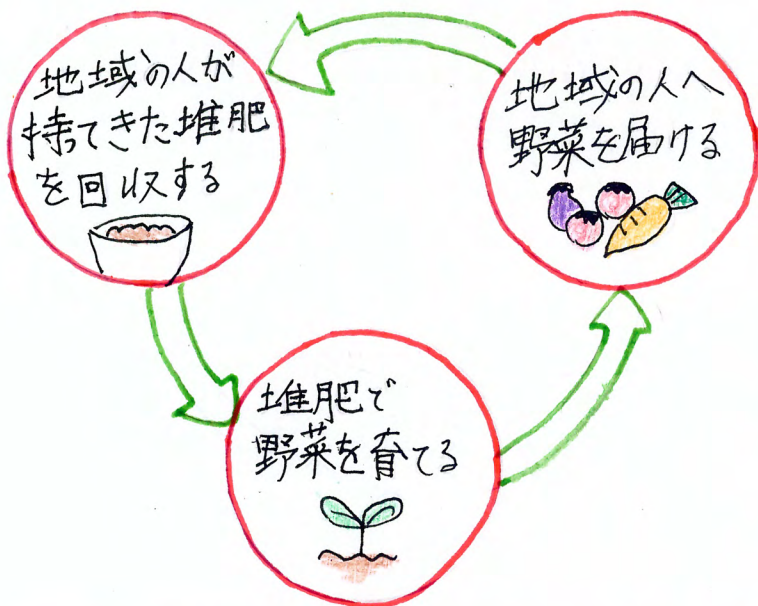 地域の人が
持てきた堆肥
を回収する
地域の人へ
野菜を届ける
堆肥で
野菜を育てる